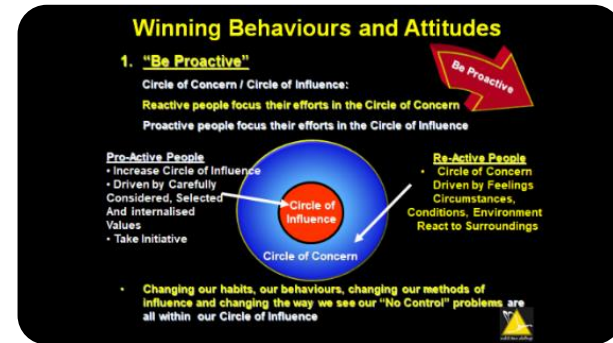 Winning Behaviours and Attitudes
1. "Be Proactive"
Be Proactive
Circle of Concern / Circle of Influence:
Reactive people focus their efforts in the Circle of Concern
Proactive people focus their efforts in the Circle of Influence
Pro-Active People
• Increase Circle of Influence
• Driven by Carefully
Considered, Selected
And internalised
Values
• Take Initiative
Circle of
Influence
Circle of Concern
Re-Active People
• Circle of Concern
Driven by Feelings
Circumstances,
Conditions, Environment
React to Surroundings
• Changing our habits, our behaviours, changing our methods of
influence and changing the way we see our "No Control" problems are
all within our Circle of Influence